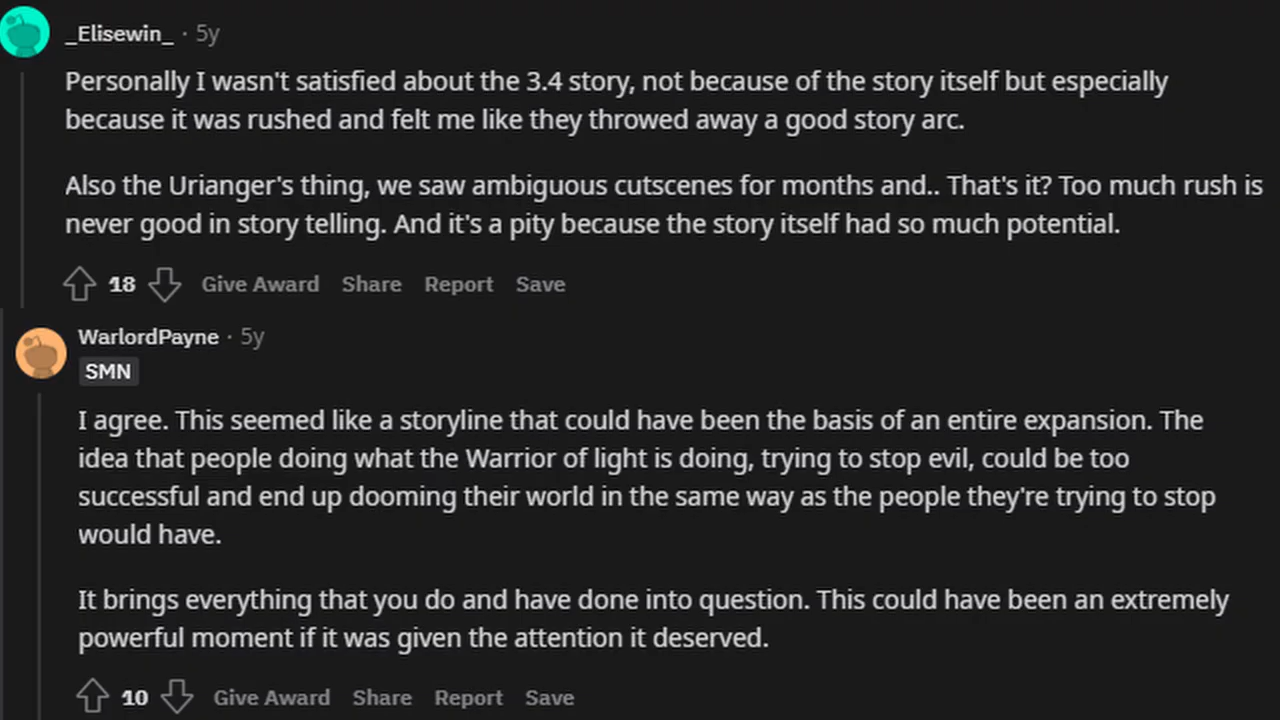 _Elisewin_ · 5y
Personally I wasn't satisfied about the 3.4 story, not because of the story itself but especially
because it was rushed and felt me like they throwed away a good story arc.
Also the Urianger's thing, we saw ambiguous cutscenes for months and.. That's it? Too much rush is
never good in story telling. And it's a pity because the story itself had so much potential.
18 Give Award Share Report Save
WarlordPayne · 5y
SMN
I agree. This seemed like a storyline that could have been the basis of an entire expansion. The
idea that people doing what the Warrior of light is doing, trying to stop evil, could be too
successful and end up dooming their world in the same way as the people they're trying to stop
would have.
It brings everything that you do and have done into question. This could have been an extremely
powerful moment if it was given the attention it deserved.
10 Give Award Share Report Save